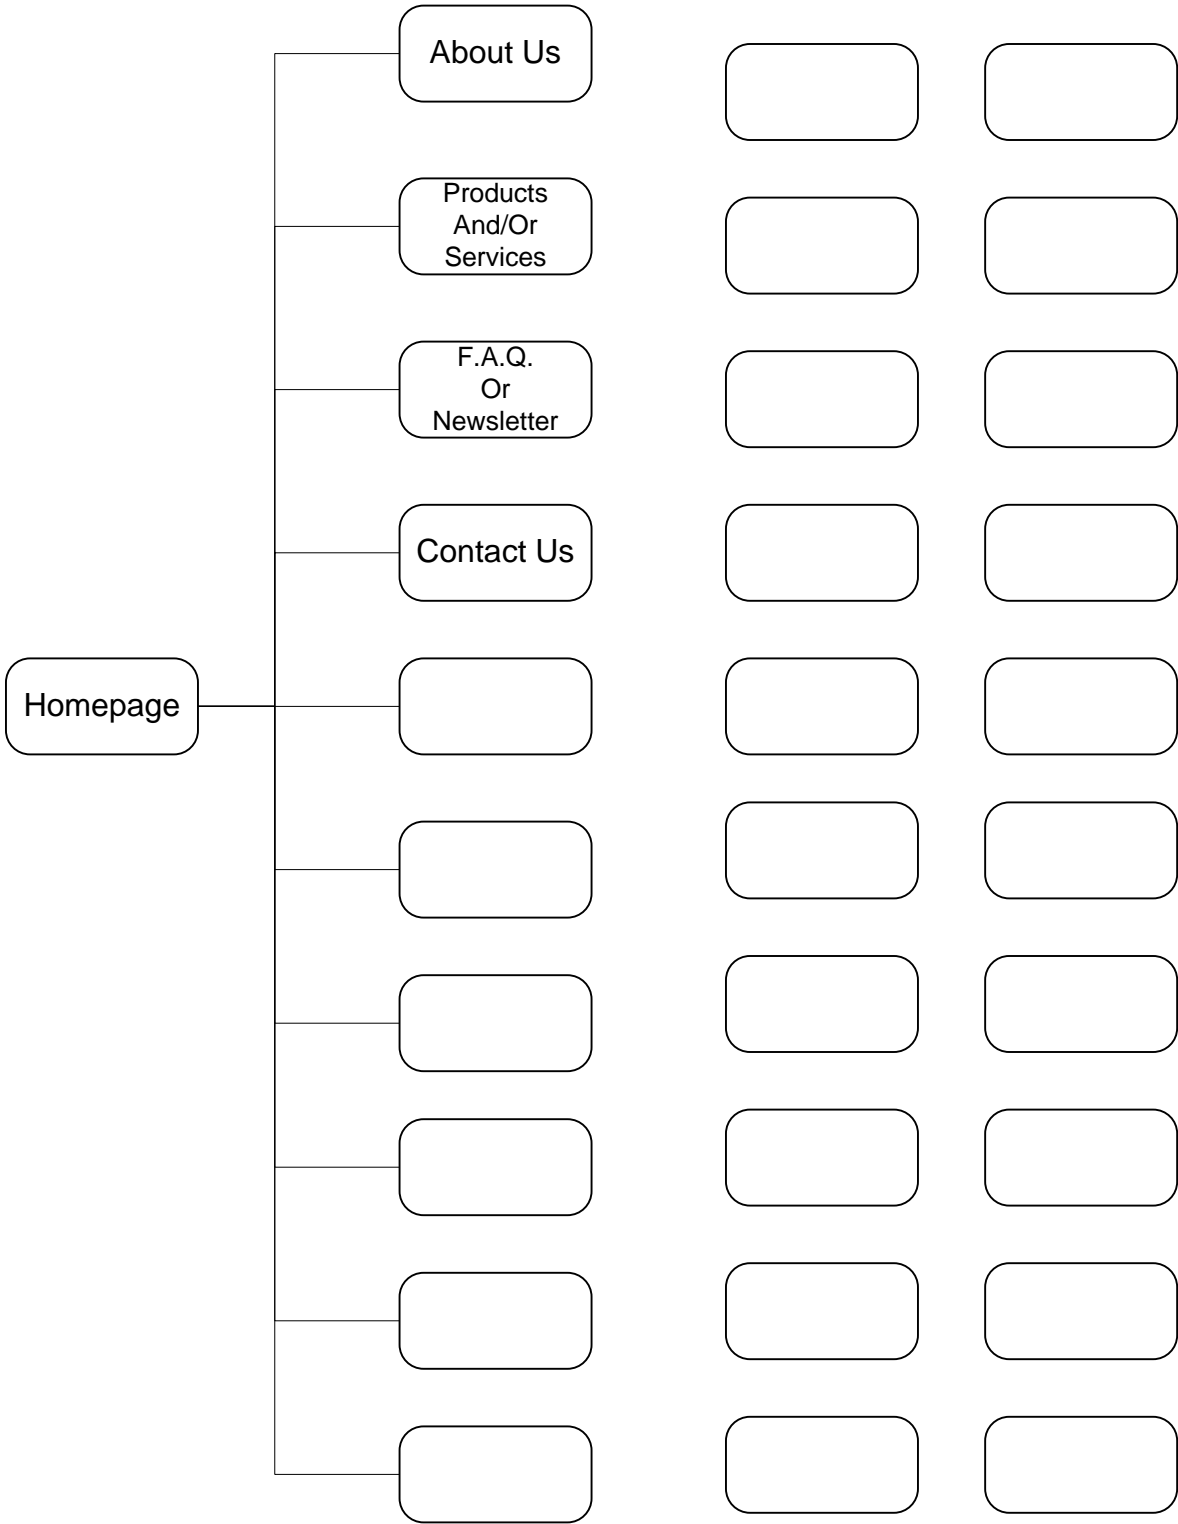 About Us
Products
And/Or
Services
F.A.Q.
Or
Newsletter
Contact Us
Homepage